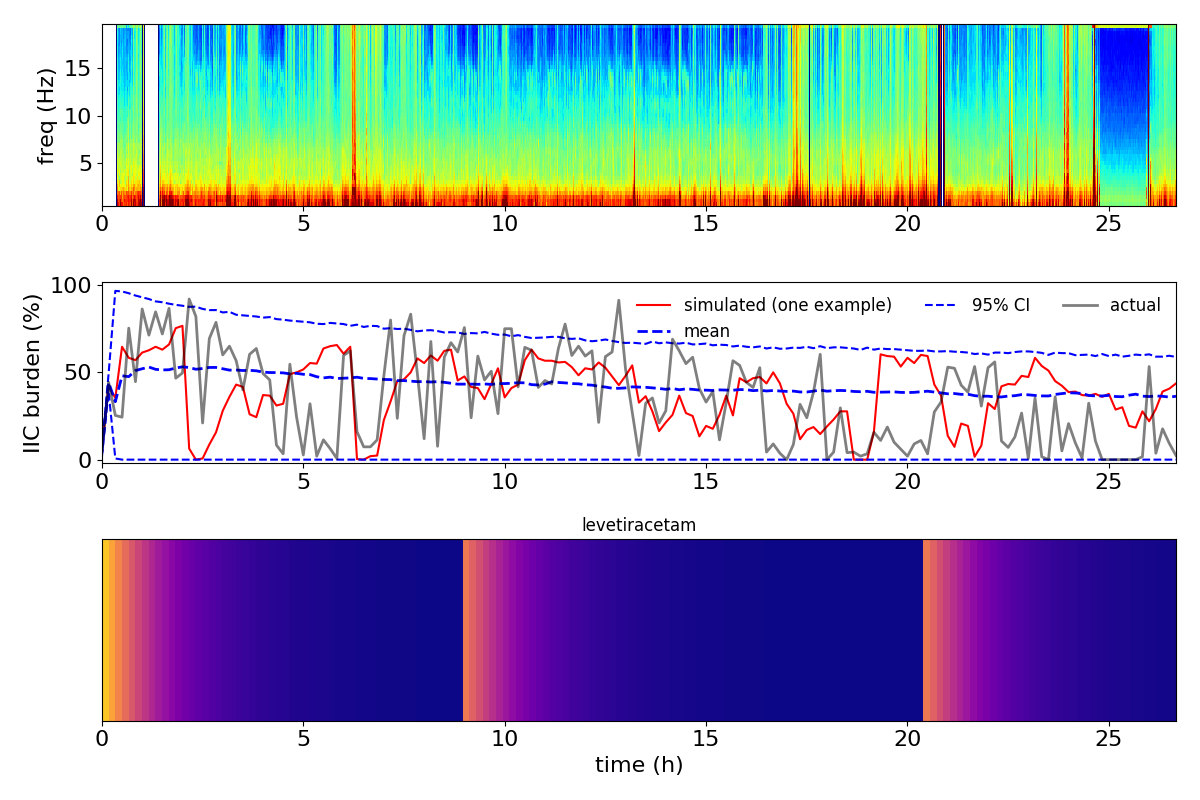 freq (Hz)
15
10
5
0 5 10 15 20 25
IIC burden (%)
100
50
0
simulated (one example) 95% CI actual
mean
0 5 10 15 20 25
levetiracetam
0 5 10 15 20 25
time (h)